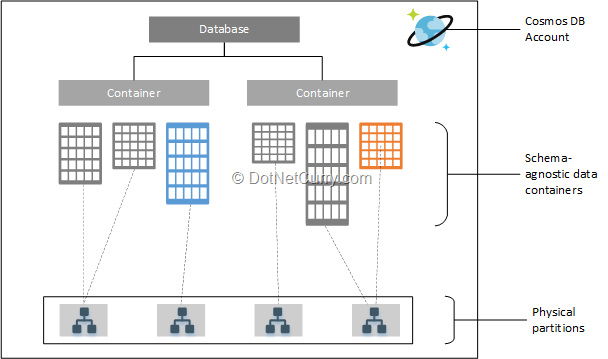 Database
Cosmos DB
Account
Container
Container
Schema-
agnostic data
containers
© DotNetCurry.com
Physical
partitions